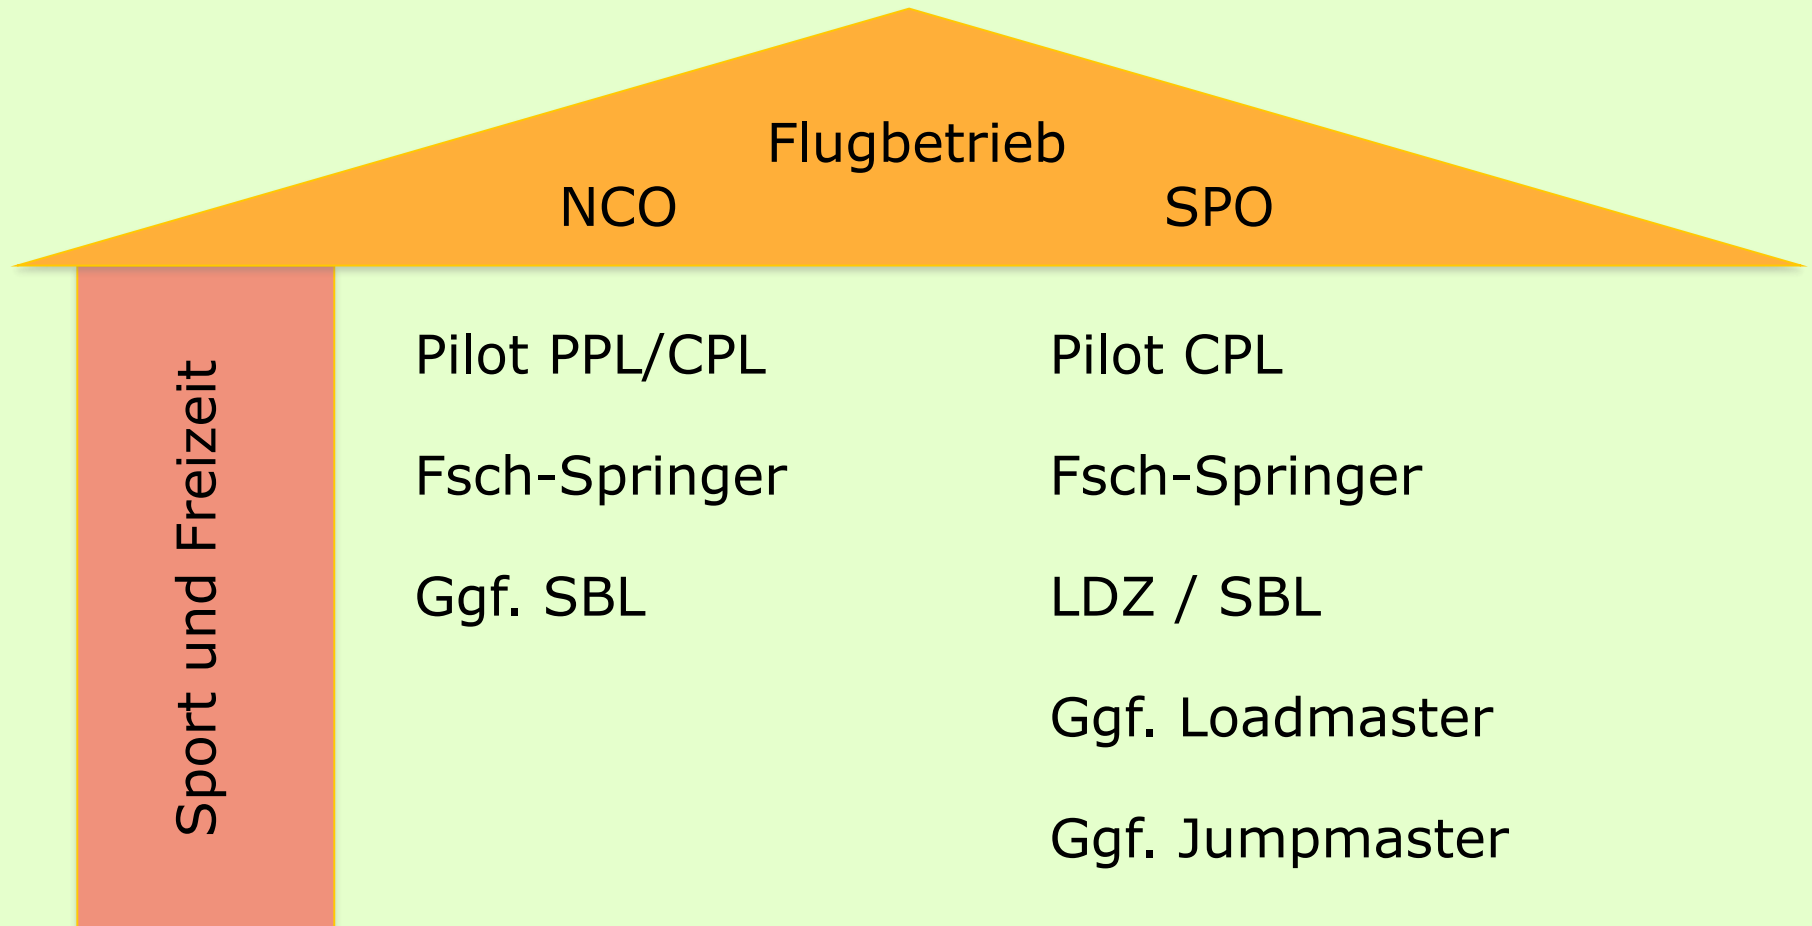 Flugbetrieb
NCO SPO
Sport und Freizeit
Pilot PPL/CPL
Fsch-Springer
Ggf. SBL
Pilot CPL
Fsch-Springer
LDZ / SBL
Ggf. Loadmaster
Ggf. Jumpmaster